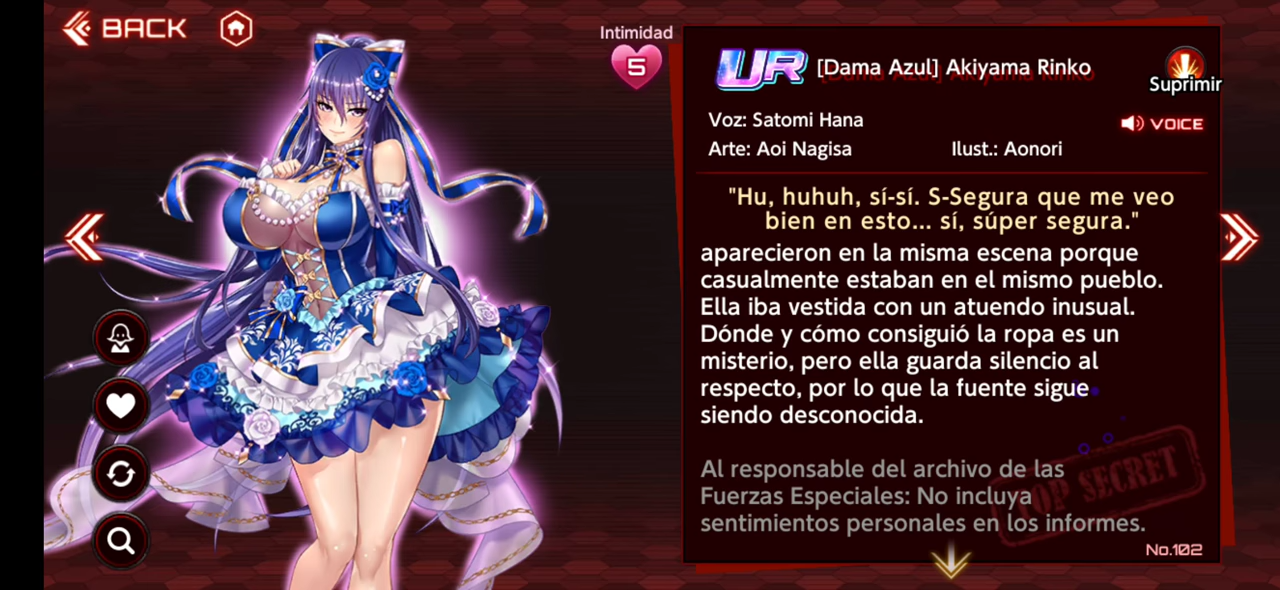 BACK
Intimidad
5
UR [Dama Azul] Akiyama Rinko
Suprimir
Voz: Satomi Hana
VOICE
Arte: Aoi Nagisa Ilust.: Aonori
"Hu, huhuh, sí-sí. S-Segura que me veo
bien en esto... sí, súper segura."
aparecieron en la misma escena porque
casualmente estaban en el mismo pueblo.
Ella iba vestida con un atuendo inusual.
Dónde y cómo consiguió la ropa es un
misterio, pero ella guarda silencio al
respecto, por lo que la fuente sigue
siendo desconocida.
Al responsable del archivo de las
Fuerzas Especiales: No incluya
sentimientos personales en los informes.
TOP SECRET
No.102